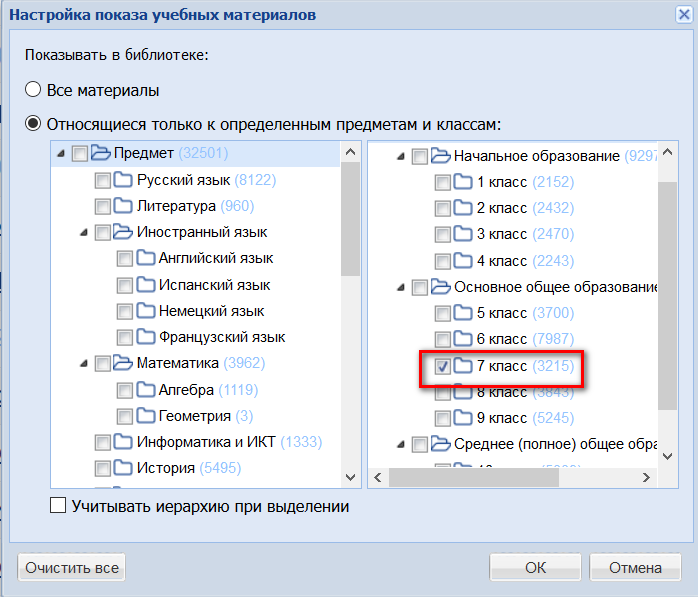 Настройка показа учебных материалов
Показывать в библиотеке:
Все материалы
Относящиеся только к определенным предметам и классам:
Предмет (32501)
Русский язык (8122)
Литература (960)
Иностранный язык
Английский язык
Испанский язык
Немецкий язык
Французский язык
Математика (3962)
Алгебра (1119)
Геометрия (3)
Информатика и ИКТ (1333)
История (5495)
Начальное образование (9297
1 класс (2152)
2 класс (2432)
3 класс (2470)
4 класс (2243)
Основное общее образование
5 класс (3700)
6 класс (7987)
7 класс (3215)
8 класс (3843)
9 класс (5245)
Среднее (полное) общее обра
Учитывать иерархию при выделении
Очистить все
ОК
Отмена